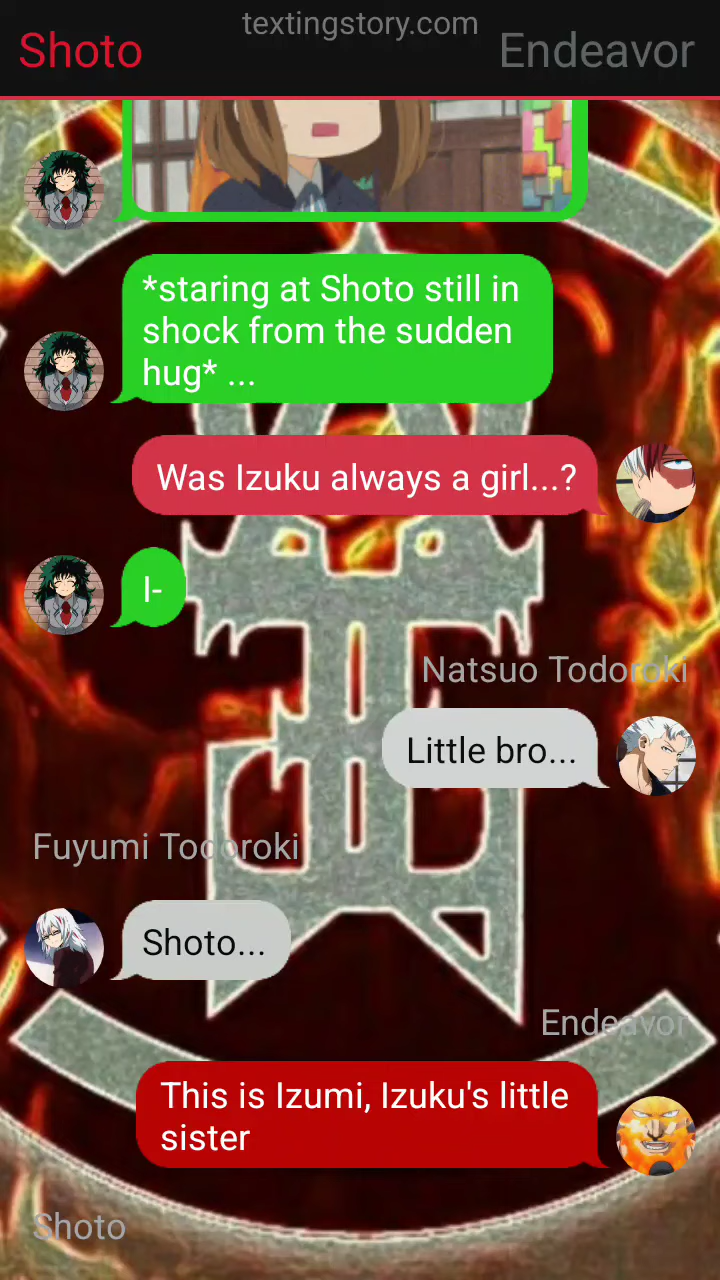 textingstory.com
Shoto
Endeavor
*staring at Shoto still in
shock from the sudden
hug* ...
Was Izuku always a girl...?
I-
Natsuo Todoroki
Little bro...
Fuyumi Todoroki
Shoto...
Endeavor
This is Izumi, Izuku's little
sister
Shoto